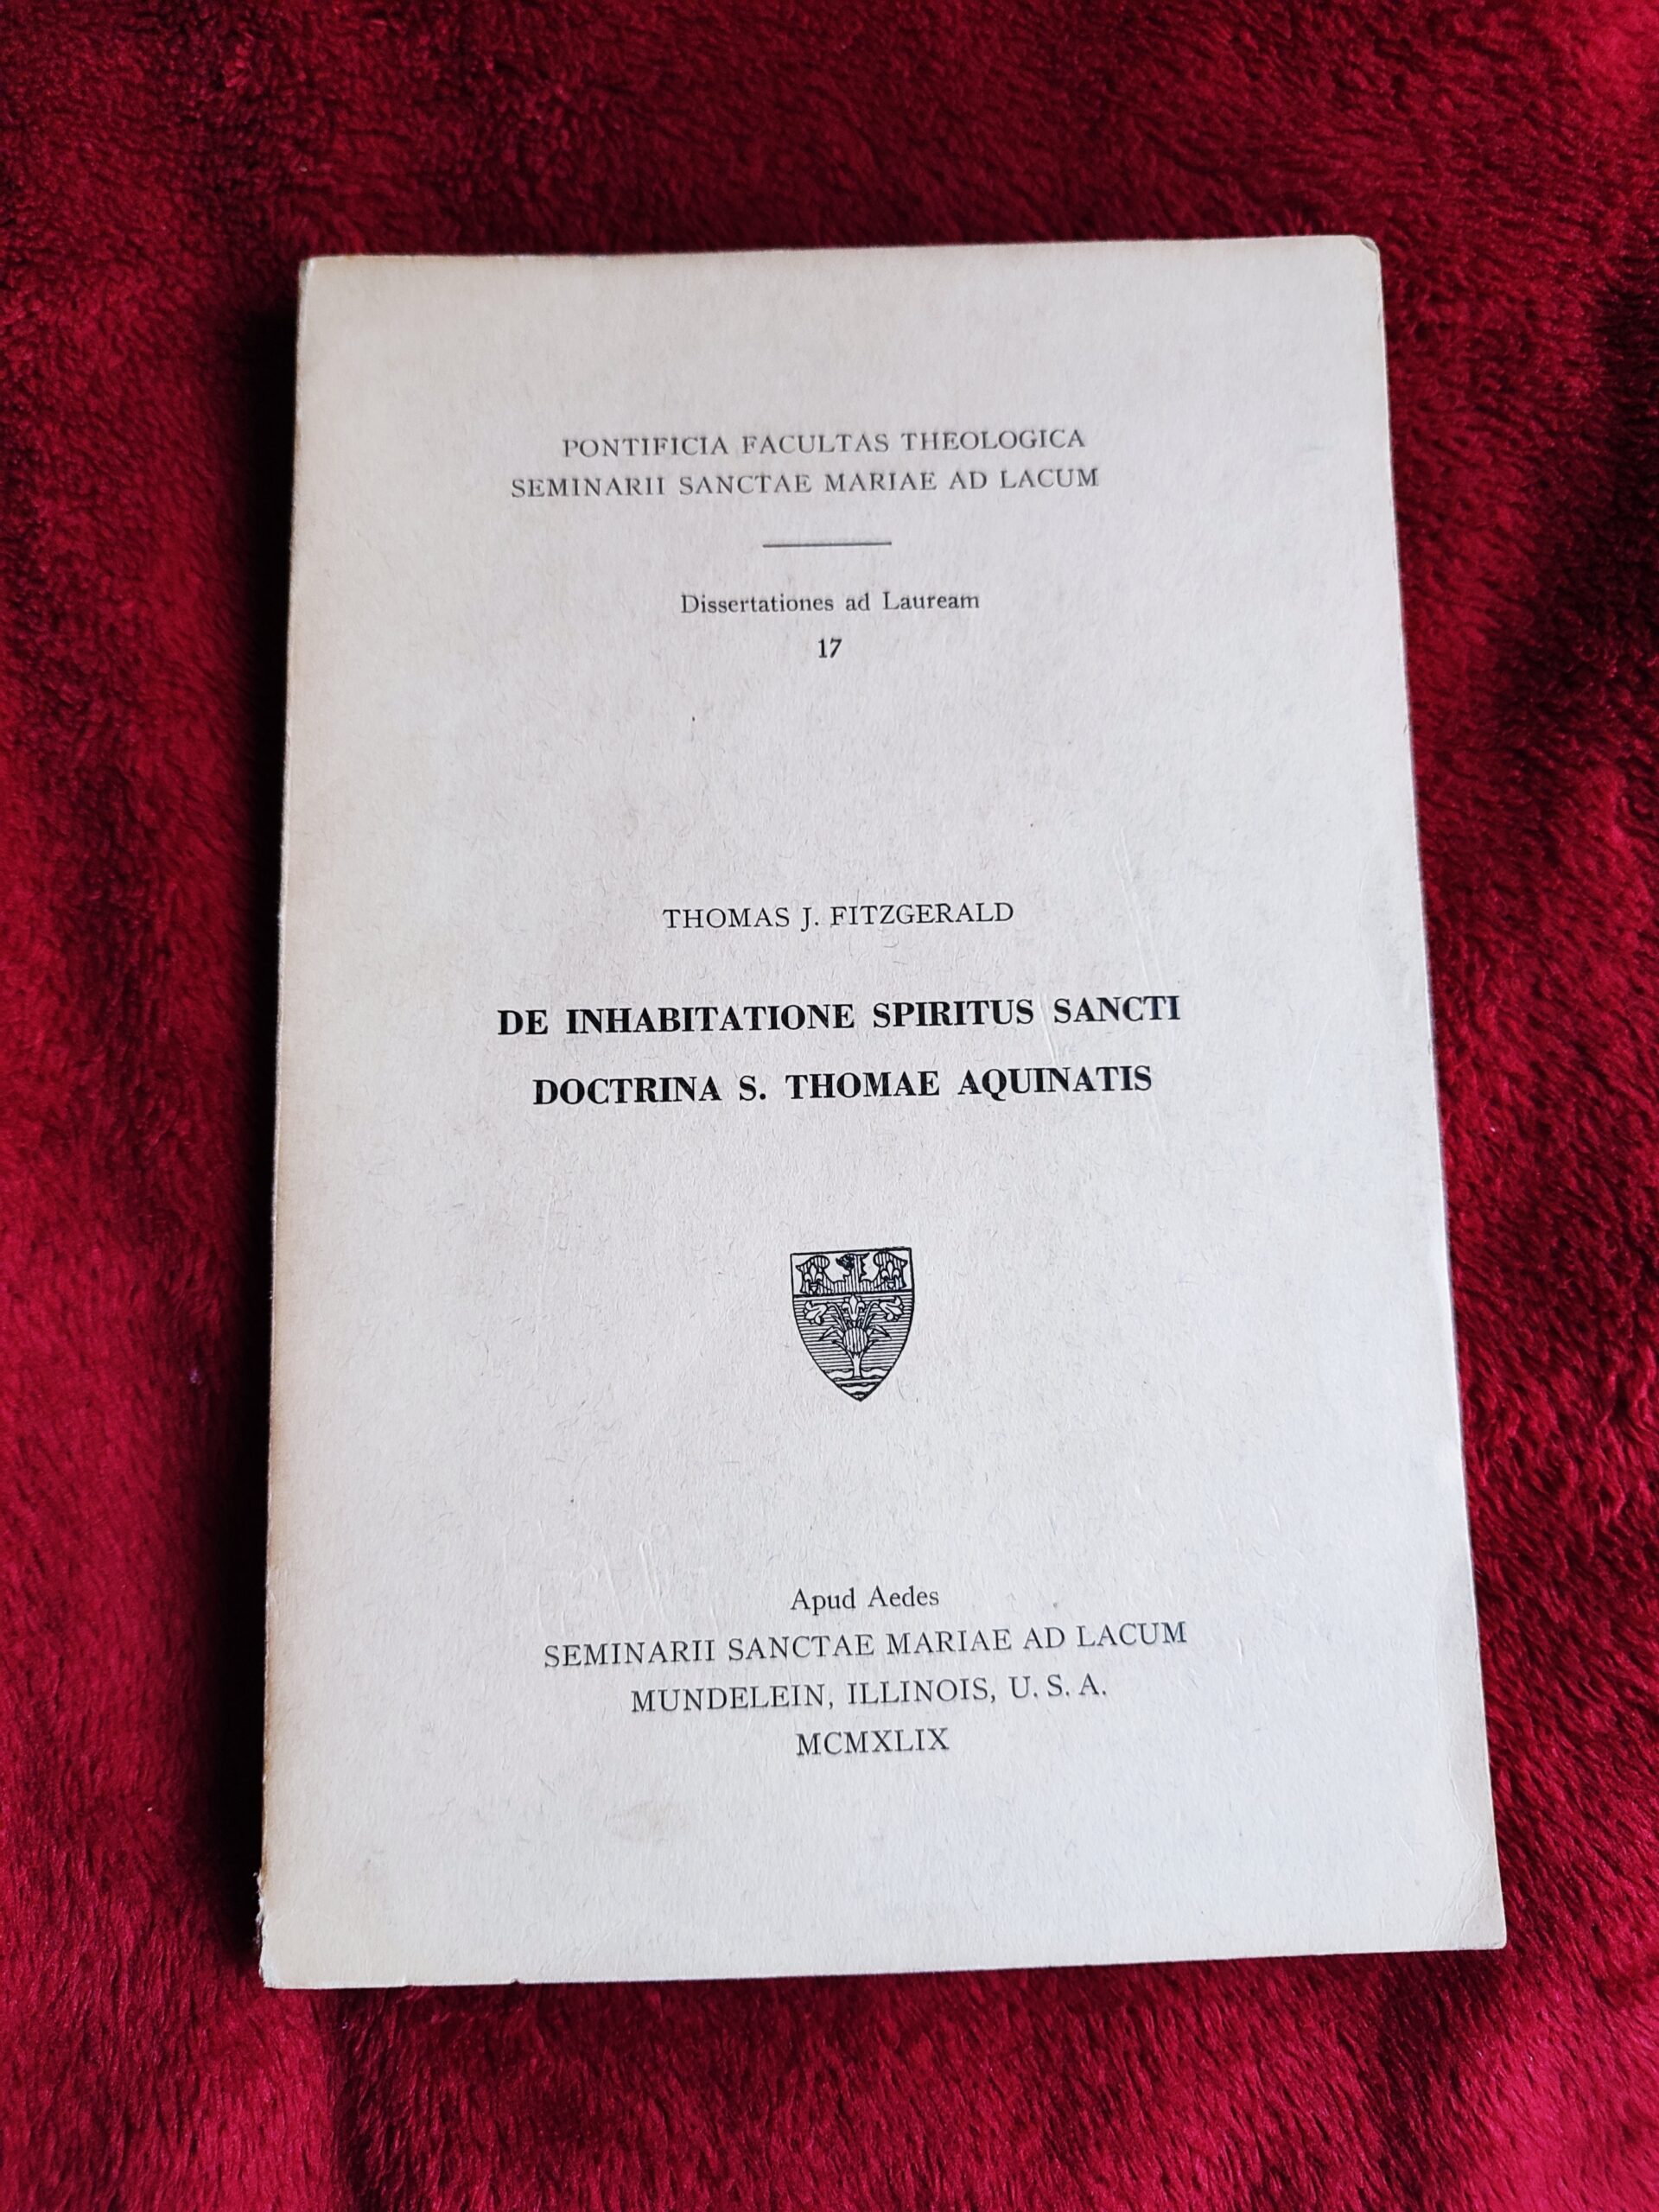 PONTIFICIA FACULTAS THEOLOGICA
SEMINARII SANCTAE MARIAE AD LACUM
Dissertationes ad Lauream
17
THOMAS J. FITZGERALD
DE INHABITATIONE SPIRITUS SANCTI
DOCTRINA S. THOMAE AQUINATIS
Apud Aedes
SEMINARII SANCTAE MARIAE AD LACUM
MUNDELEIN, ILLINOIS, U. S. A.
MCMXLIX